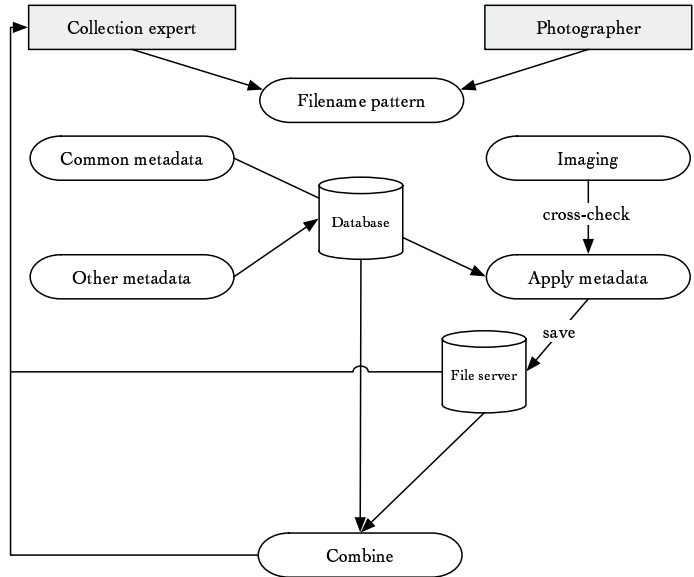 Collection expert
Photographer
Filename pattern
Common metadata
Imaging
Database
cross-check
Other metadata
Apply metadata
save
File server
Combine